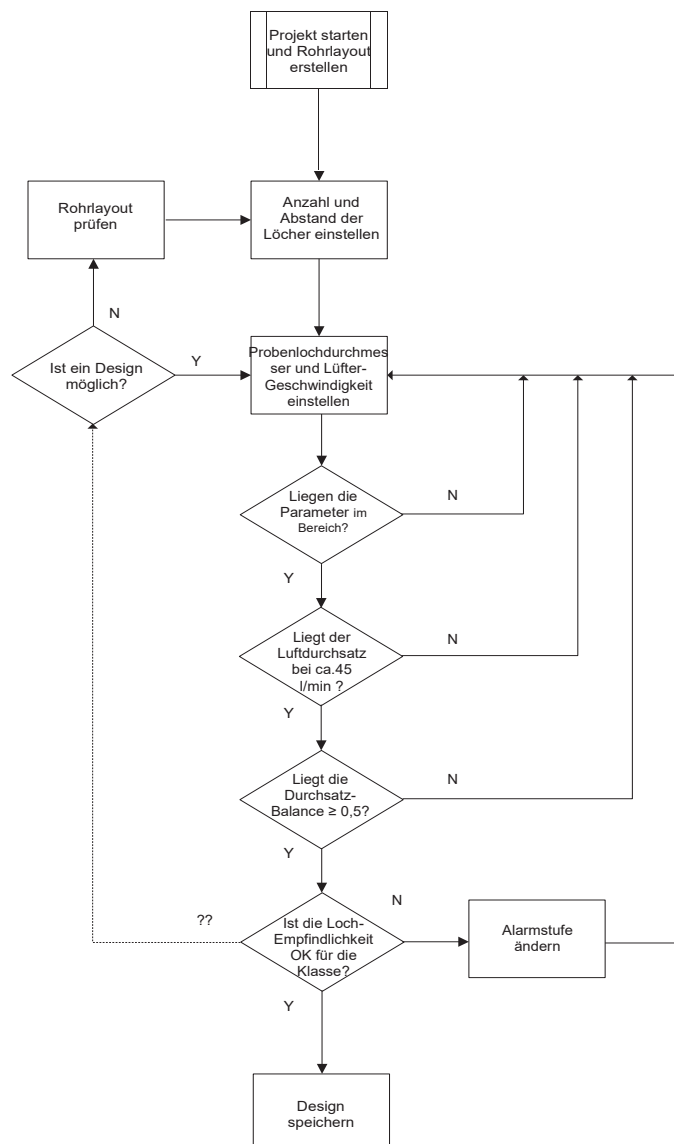 Projekt starten
und Rohrlayout
erstellen
Rohrlayout
prüfen
Anzahl und
Abstand der
Löcher einstellen
N
Ist ein Design
möglich?
Y
Probenlochdurchmes
ser und Lüfter-
Geschwindigkeit
einstellen
Liegen die
Parameter im
Bereich?
N
Y
Liegt der
Luftdurchsatz
bei ca.45
l/min ?
N
Y
Liegt die
Durchsatz-
Balance ≥ 0,5?
N
Y
??
Ist die Loch-
Empfindlichkeit
OK für die
Klasse?
N
Alarmstufe
ändern
Y
Design
speichern